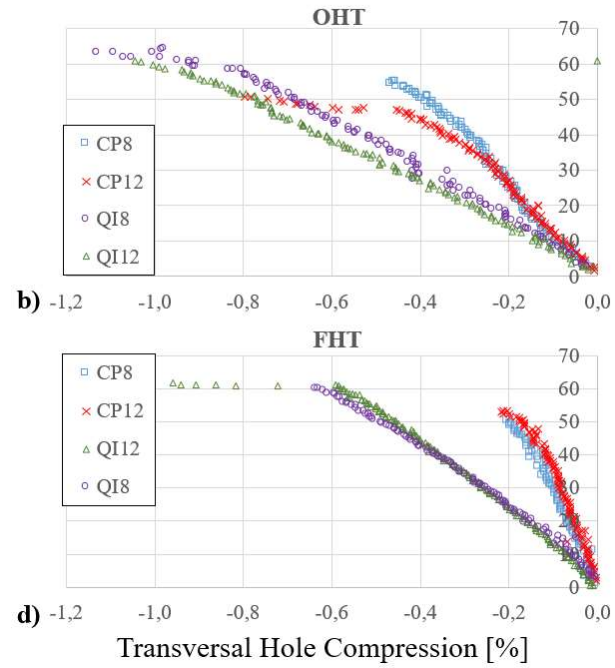 OHT
70
60
50
40
30
20
10
0
CP8
CP12
QI8
QI12
b) -1,2 -1,0 -0,8 -0,6 -0,4 -0,2 0,0
FHT
70
60
50
40
30
20
10
0
CP8
CP12
QI12
QI8
d) -1,2 -1,0 -0,8 -0,6 -0,4 -0,2 0,0
Transversal Hole Compression [%]